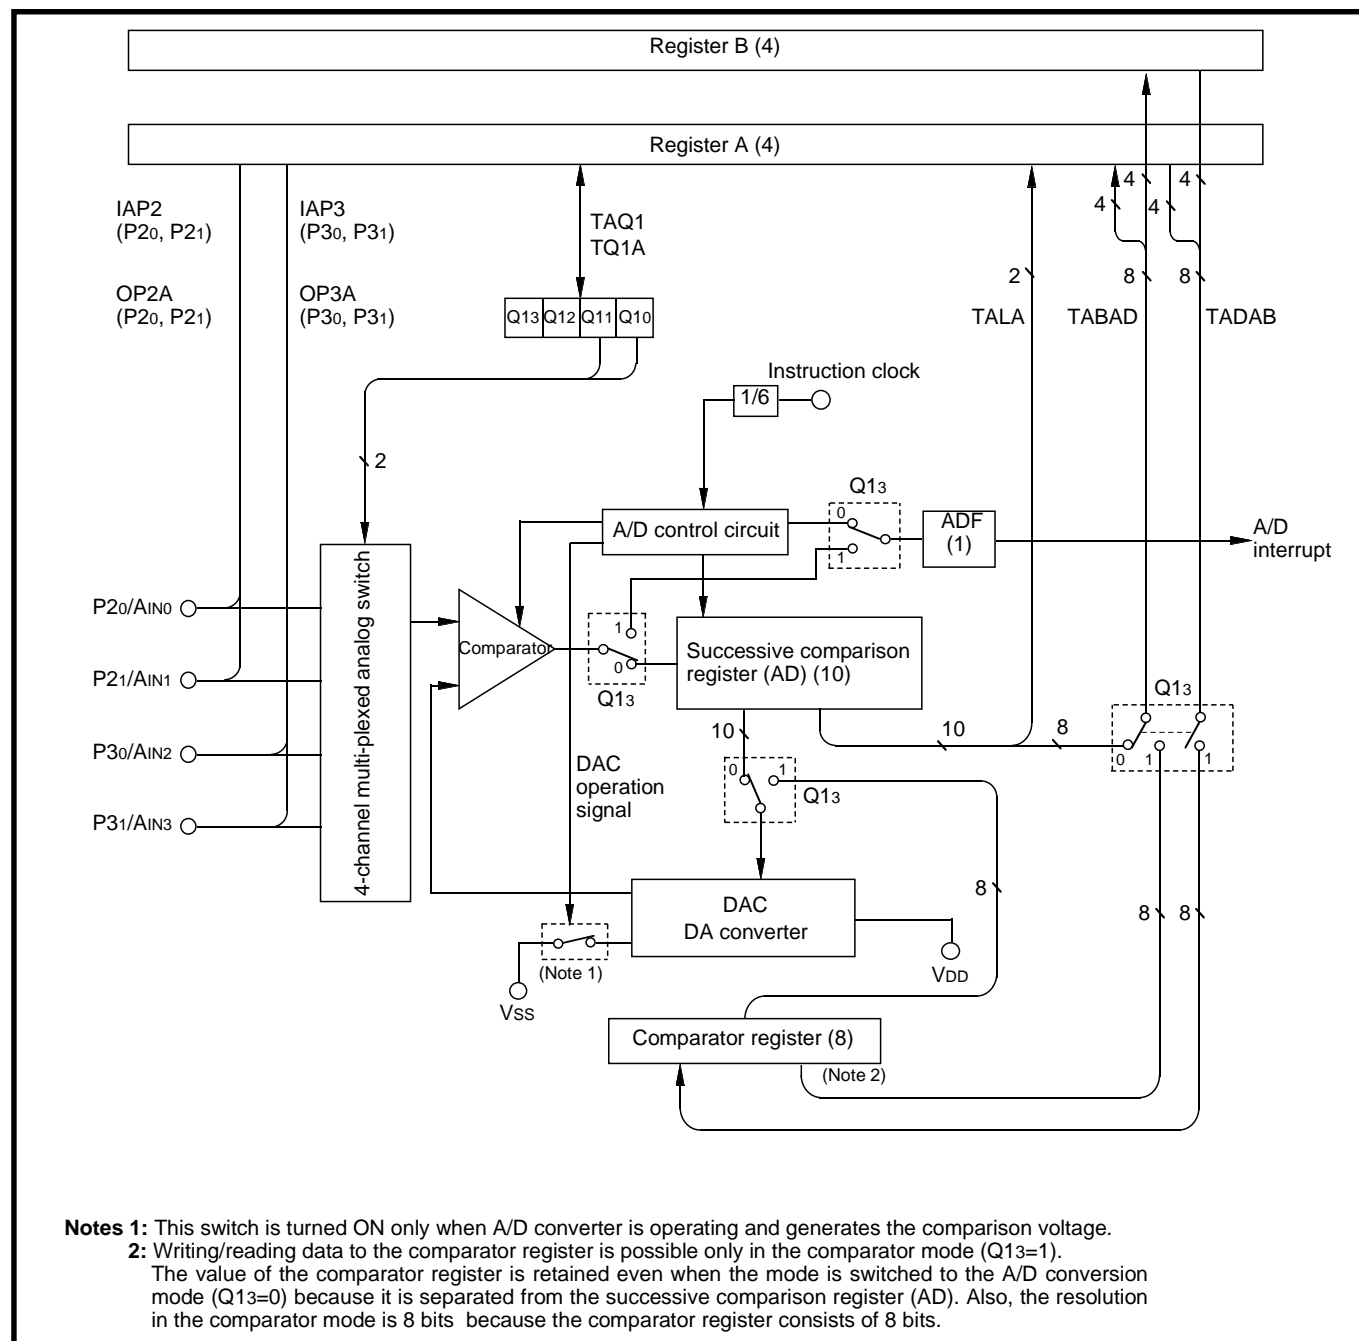 Register B (4)
Register A (4)
IAP2
(P20, P21)
IAP3
(P30, P31)
TAQ1
TQ1A
OP2A
(P20, P21)
OP3A
(P30, P31)
4
4
4
4
2
8
8
TALA
TABAD
TADAB
Q13 Q12 Q11 Q10
Instruction clock
1/6
2
Q13
0
1
A/D control circuit
ADF
(1)
A/D
interrupt
4-channel multi-plexed analog switch
P20/AIN0
P21/AIN1
P30/AIN2
P31/AIN3
Comparator
1
0
Q13
Successive comparison
register (AD) (10)
Q13
10
10
8
0
1
1
DAC
operation
signal
0
1
Q13
8
8
8
DAC
DA converter
(Note 1)
VSS
VDD
Comparator register (8)
(Note 2)
Notes 1: This switch is turned ON only when A/D converter is operating and generates the comparison voltage.
2: Writing/reading data to the comparator register is possible only in the comparator mode (Q13=1).
The value of the comparator register is retained even when the mode is switched to the A/D conversion
mode (Q13=0) because it is separated from the successive comparison register (AD). Also, the resolution
in the comparator mode is 8 bits because the comparator register consists of 8 bits.